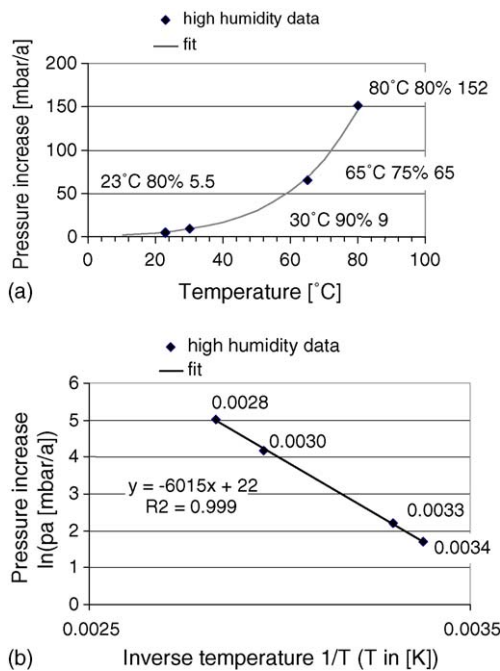 high humidity data
fit
Pressure increase [mbar/a]
200
150
100
50
0
80°C 80% 152
65°C 75% 65
23°C 80% 5.5
30°C 90% 9
0 20 40 60 80 100
(a) Temperature [°C]
high humidity data
fit
Pressure increase
ln(pa [mbar/a])
6
5
4
3
2
1
0
0.0028
0.0030
y = -6015x + 22
R2 = 0.999
0.0033
0.0034
0.0025 0.0035
(b) Inverse temperature 1/T (T in [K])